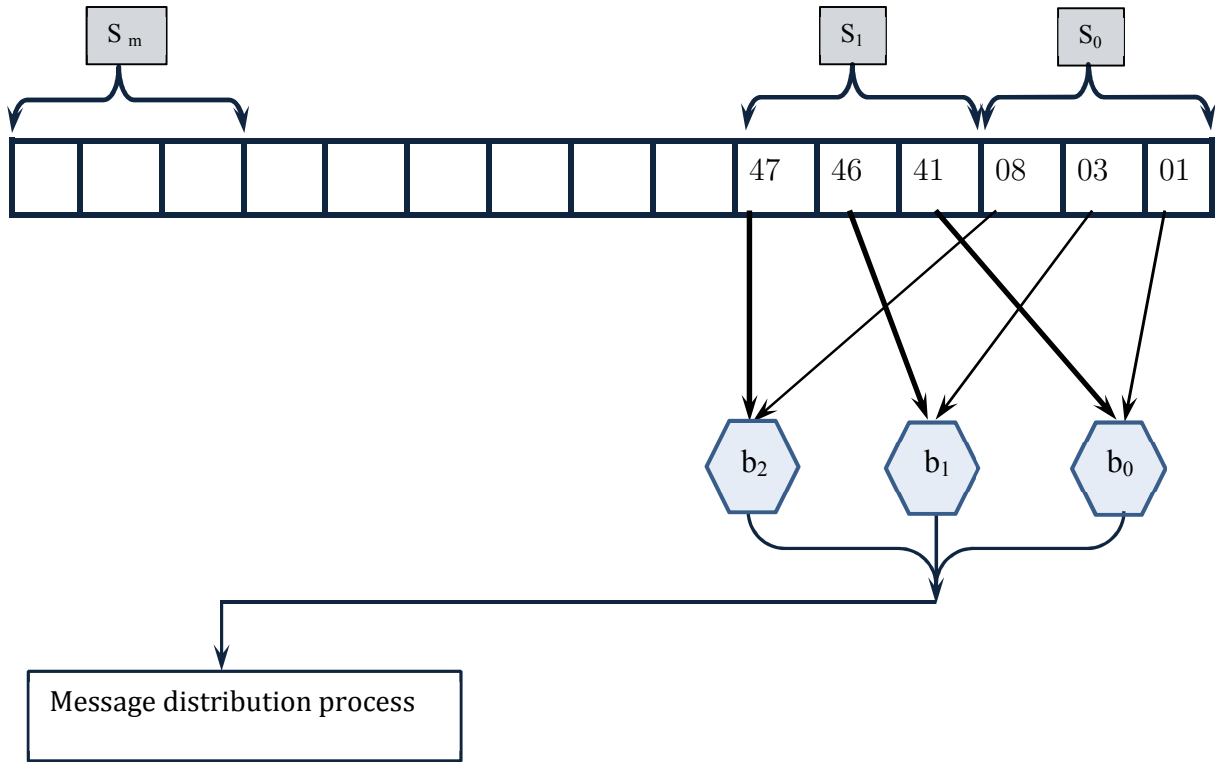 S m S₁ S₀
47 46 41 08 03 01
b₂ b₁ b₀
Message distribution process